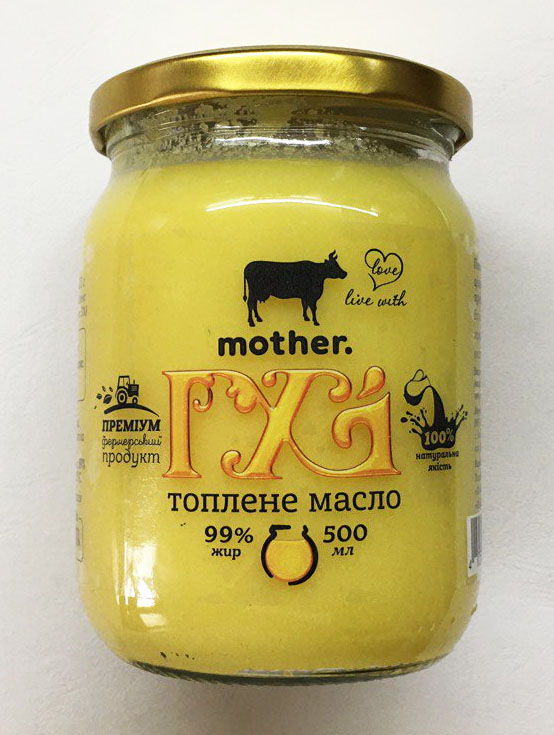 love
live with
mother.
ГХі
ПРЕМІУМ
фермерський
продукт
100%
натуральна
якість
топлене масло
99%
жир
500
мл